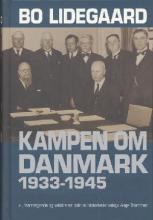 BO LIDEGAARD
KAMPEN OM
DANMARK
1933-1945